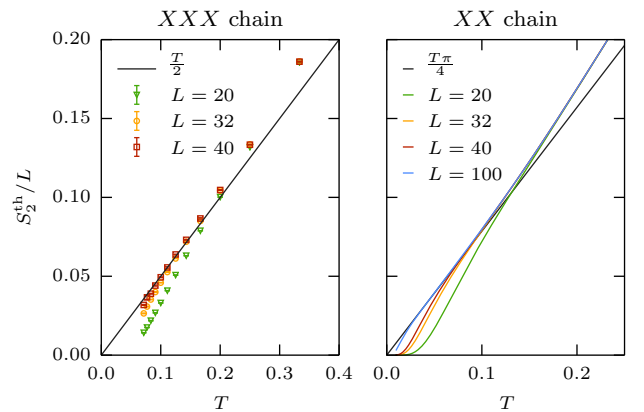 XXX chain
XX chain
S_2^th/L
0.20
0.15
0.10
0.05
0.00
T/2
L = 20
L = 32
L = 40
Tπ/4
L = 20
L = 32
L = 40
L = 100
0.0 0.1 0.2 0.3 0.4
0.0 0.1 0.2
T
T